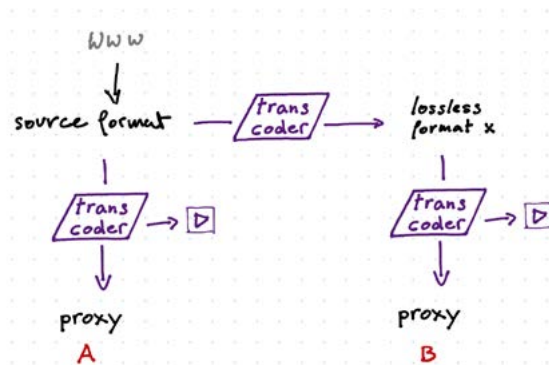 www
source format
trans
coder
lossless
format x
trans
coder
trans
coder
proxy
proxy
A
B